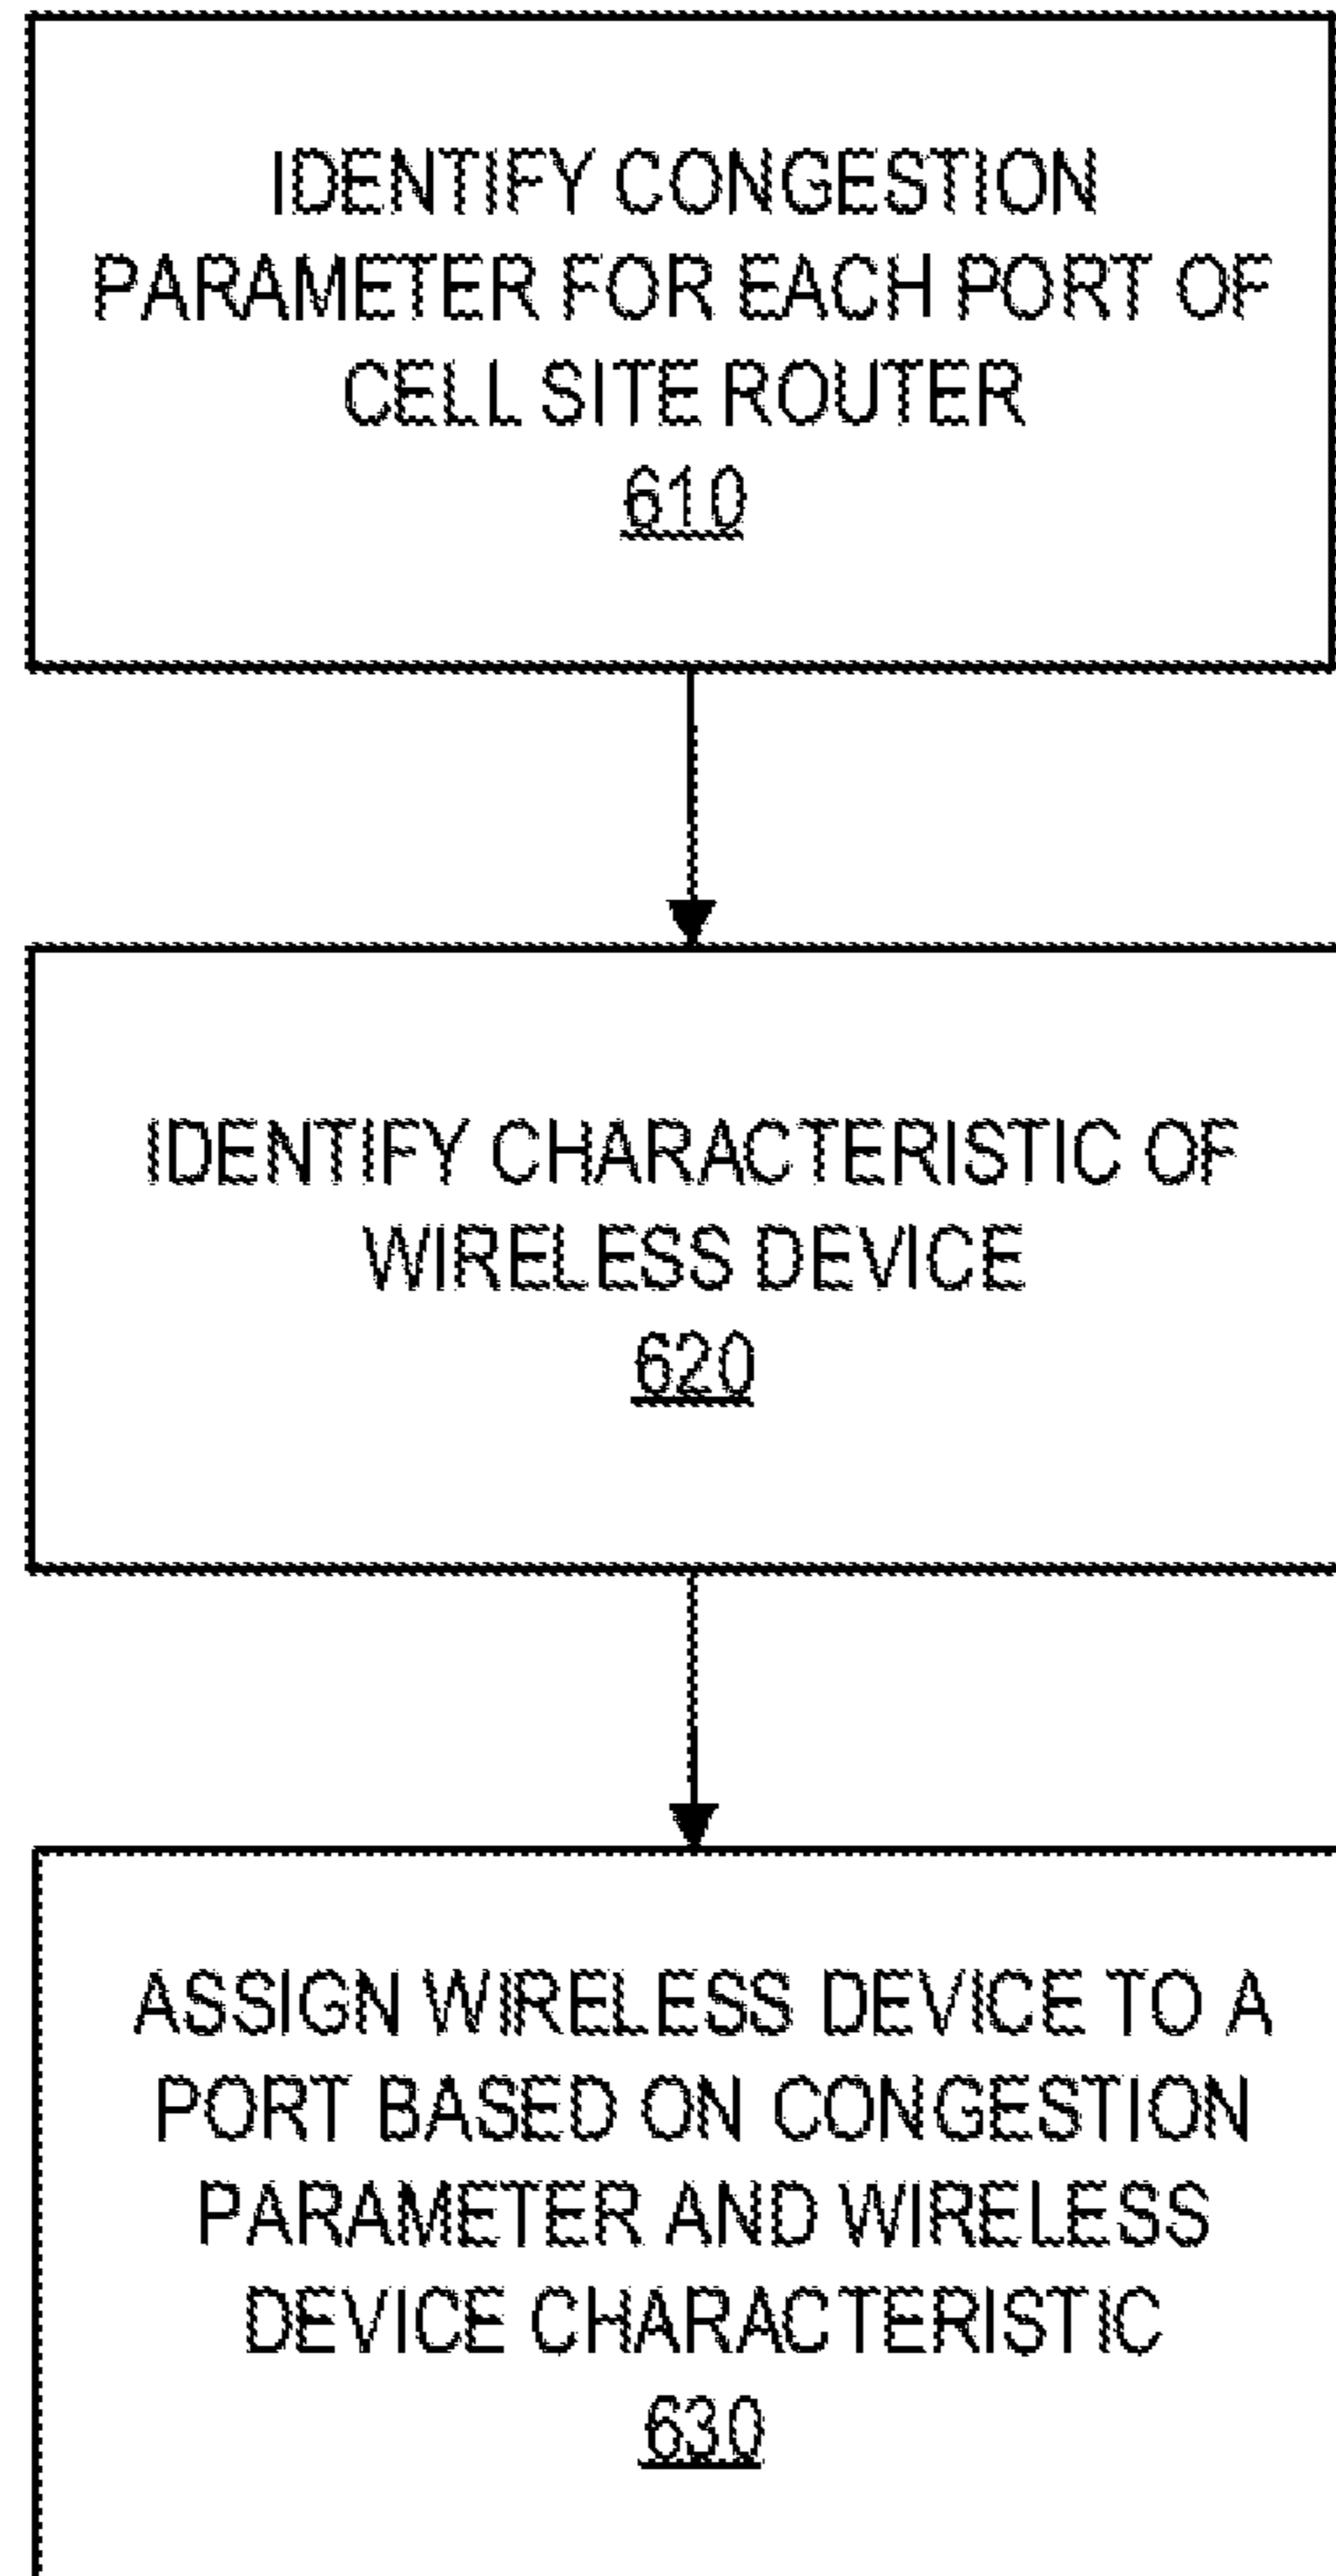 IDENTIFY CONGESTION
PARAMETER FOR EACH PORT OF
CELL SITE ROUTER
610
IDENTIFY CHARACTERISTIC OF
WIRELESS DEVICE
620
ASSIGN WIRELESS DEVICE TO A
PORT BASED ON CONGESTION
PARAMETER AND WIRELESS
DEVICE CHARACTERISTIC
630